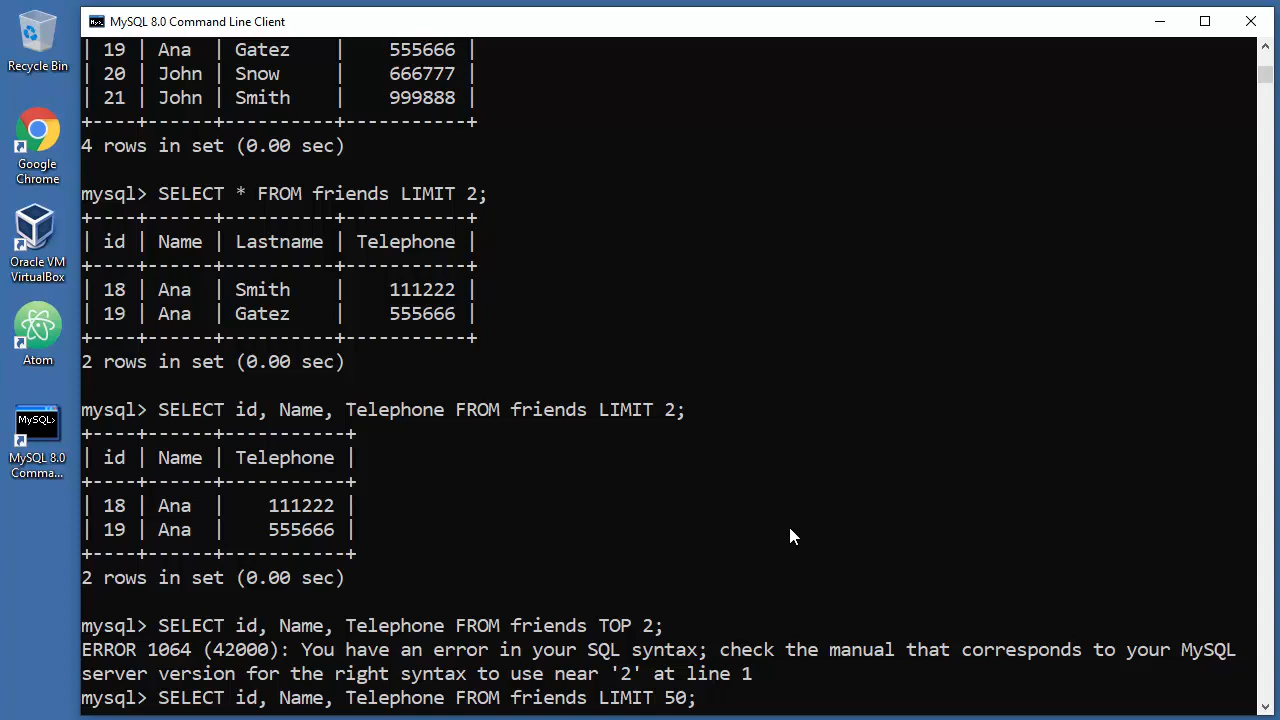 MySQL 8.0 Command Line Client
Recycle Bin
Google
Chrome
Oracle VM
VirtualBox
Atom
MySQL>
MySQL 8.0
Comma...
| 19 | Ana  | Gatez    |    555666 |
| 20 | John | Snow     |    666777 |
| 21 | John | Smith    |    999888 |
+----+------+----------+-----------+
4 rows in set (0.00 sec)
mysql> SELECT * FROM friends LIMIT 2;
+----+------+----------+-----------+
| id | Name | Lastname | Telephone |
+----+------+----------+-----------+
| 18 | Ana  | Smith    |    111222 |
| 19 | Ana  | Gatez    |    555666 |
+----+------+----------+-----------+
2 rows in set (0.00 sec)
mysql> SELECT id, Name, Telephone FROM friends LIMIT 2;
+----+------+-----------+
| id | Name | Telephone |
+----+------+-----------+
| 18 | Ana  |    111222 |
| 19 | Ana  |    555666 |
+----+------+-----------+
2 rows in set (0.00 sec)
mysql> SELECT id, Name, Telephone FROM friends TOP 2;
ERROR 1064 (42000): You have an error in your SQL syntax; check the manual that corresponds to your MySQL
server version for the right syntax to use near '2' at line 1
mysql> SELECT id, Name, Telephone FROM friends LIMIT 50;